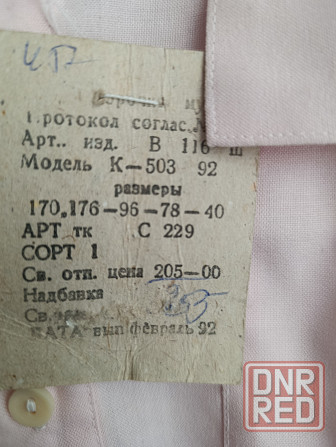 Протокол соглас.
Арт.. изд. В 116 ш
Модель К—503 92
размеры
170,176—96—78—40
АРТ тк С 229
СОРТ 1
Св. отп. цена 205—00
Надбавка
Св.
ДАТА вып февраль 92
DNR
RED